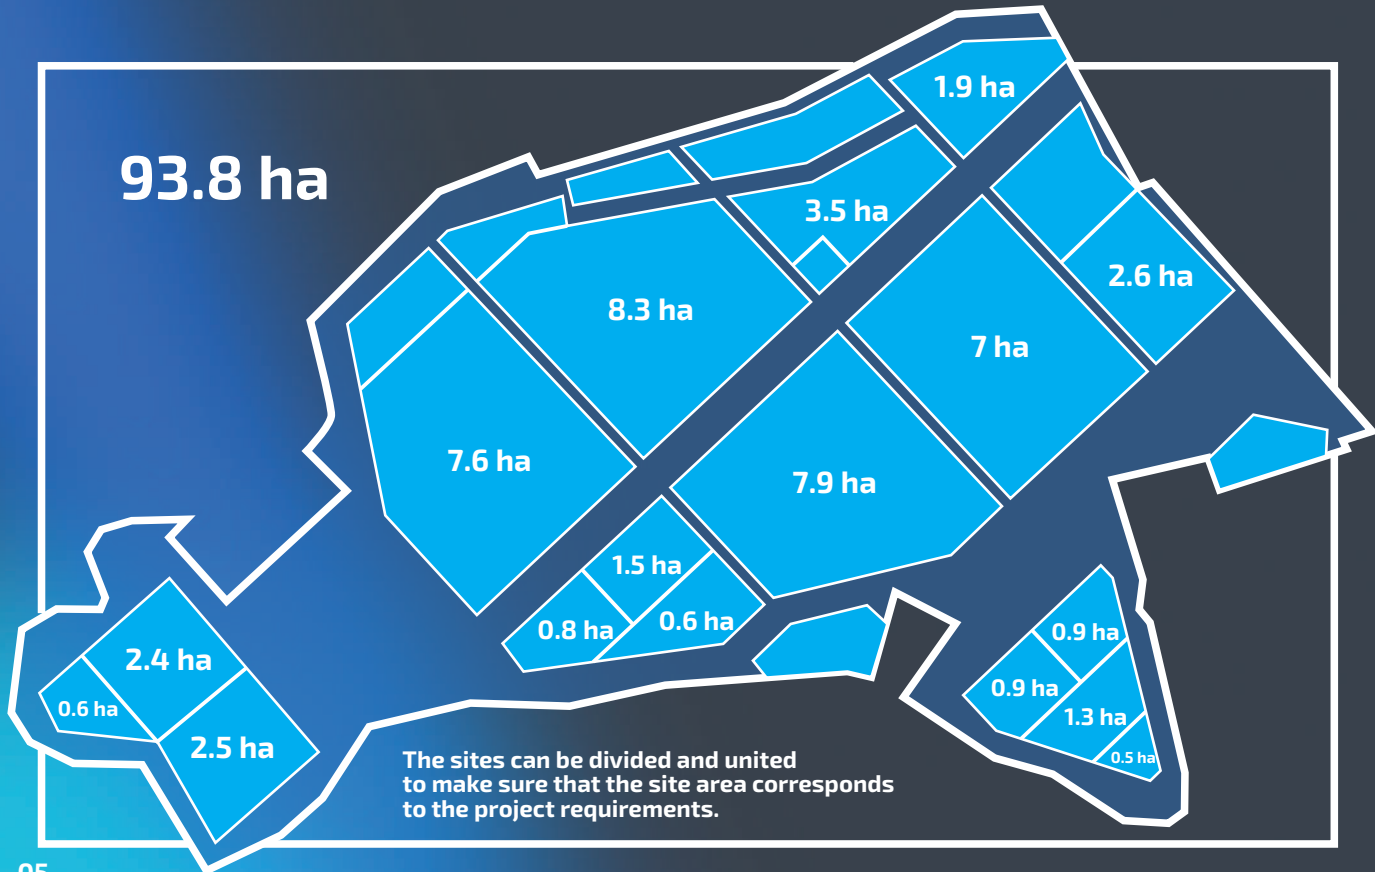 93.8 ha
1.9 ha
3.5 ha
2.6 ha
8.3 ha
7 ha
7.6 ha
7.9 ha
1.5 ha
0.8 ha
0.6 ha
2.4 ha
0.6 ha
2.5 ha
0.9 ha
0.9 ha
1.3 ha
0.5 ha
The sites can be divided and united
to make sure that the site area corresponds
to the project requirements.
05